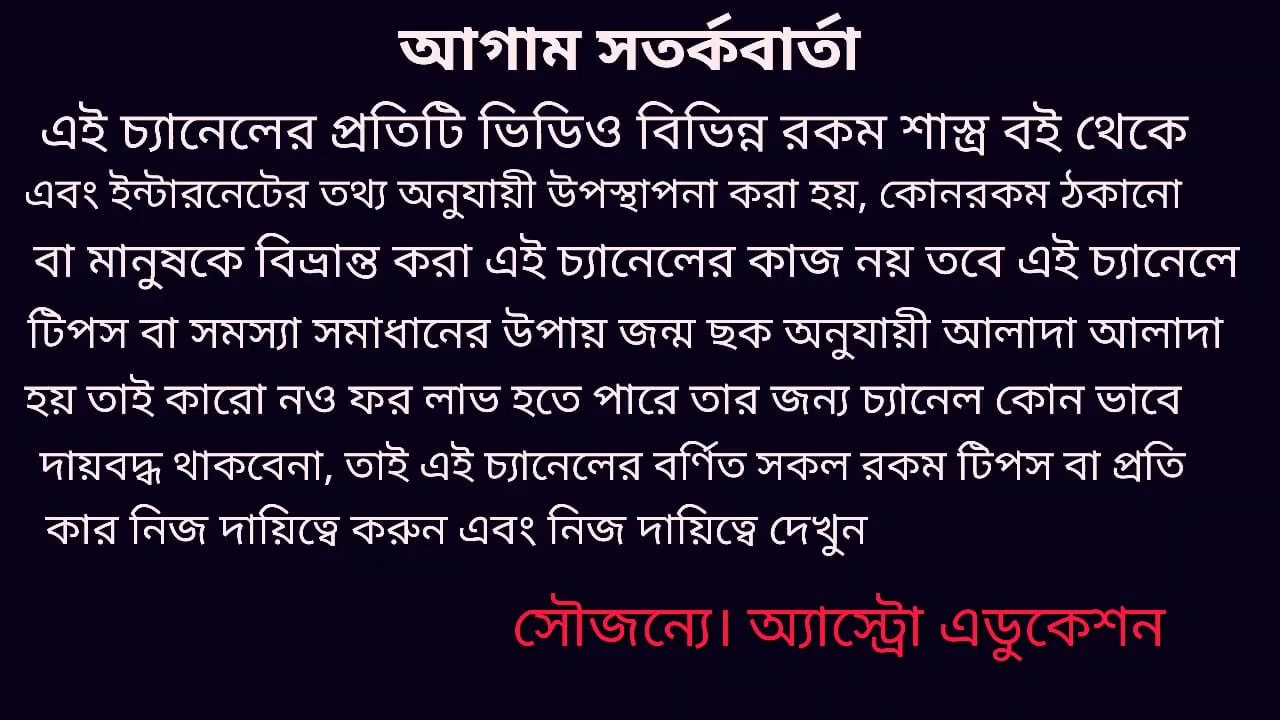 আগাম সতর্কবার্তা
এই চ্যানেলের প্রতিটি ভিডিও বিভিন্ন রকম শাস্ত্র বই থেকে
এবং ইন্টারনেটের তথ্য অনুযায়ী উপস্থাপনা করা হয়, কোনরকম ঠকানো
বা মানুষকে বিভ্রান্ত করা এই চ্যানেলের কাজ নয় তবে এই চ্যানেলে
টিপস বা সমস্যা সমাধানের উপায় জন্ম ছক অনুযায়ী আলাদা আলাদা
হয় তাই কারো নও ফর লাভ হতে পারে তার জন্য চ্যানেল কোন ভাবে
দায়বদ্ধ থাকবেনা, তাই এই চ্যানেলের বর্ণিত সকল রকম টিপস বা প্রতি
কার নিজ দায়িত্বে করুন এবং নিজ দায়িত্বে দেখুন
সৌজন্যে। অ্যাস্ট্রো এডুকেশন